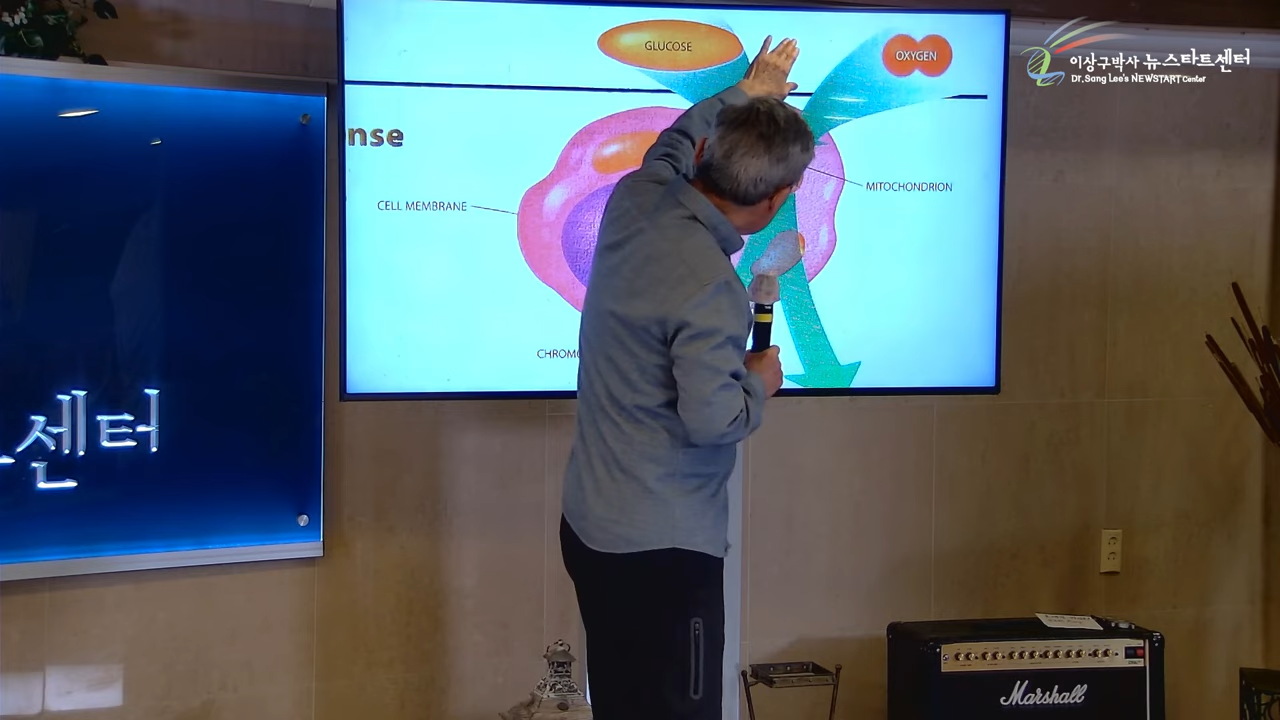 GLUCOSE
OXYGEN
이상구박사 뉴스타트센터
Dr. Sang Lee's NEWSTART Center
nse
MITOCHONDRION
CELL MEMBRANE
CHROMO
센터
Marshall